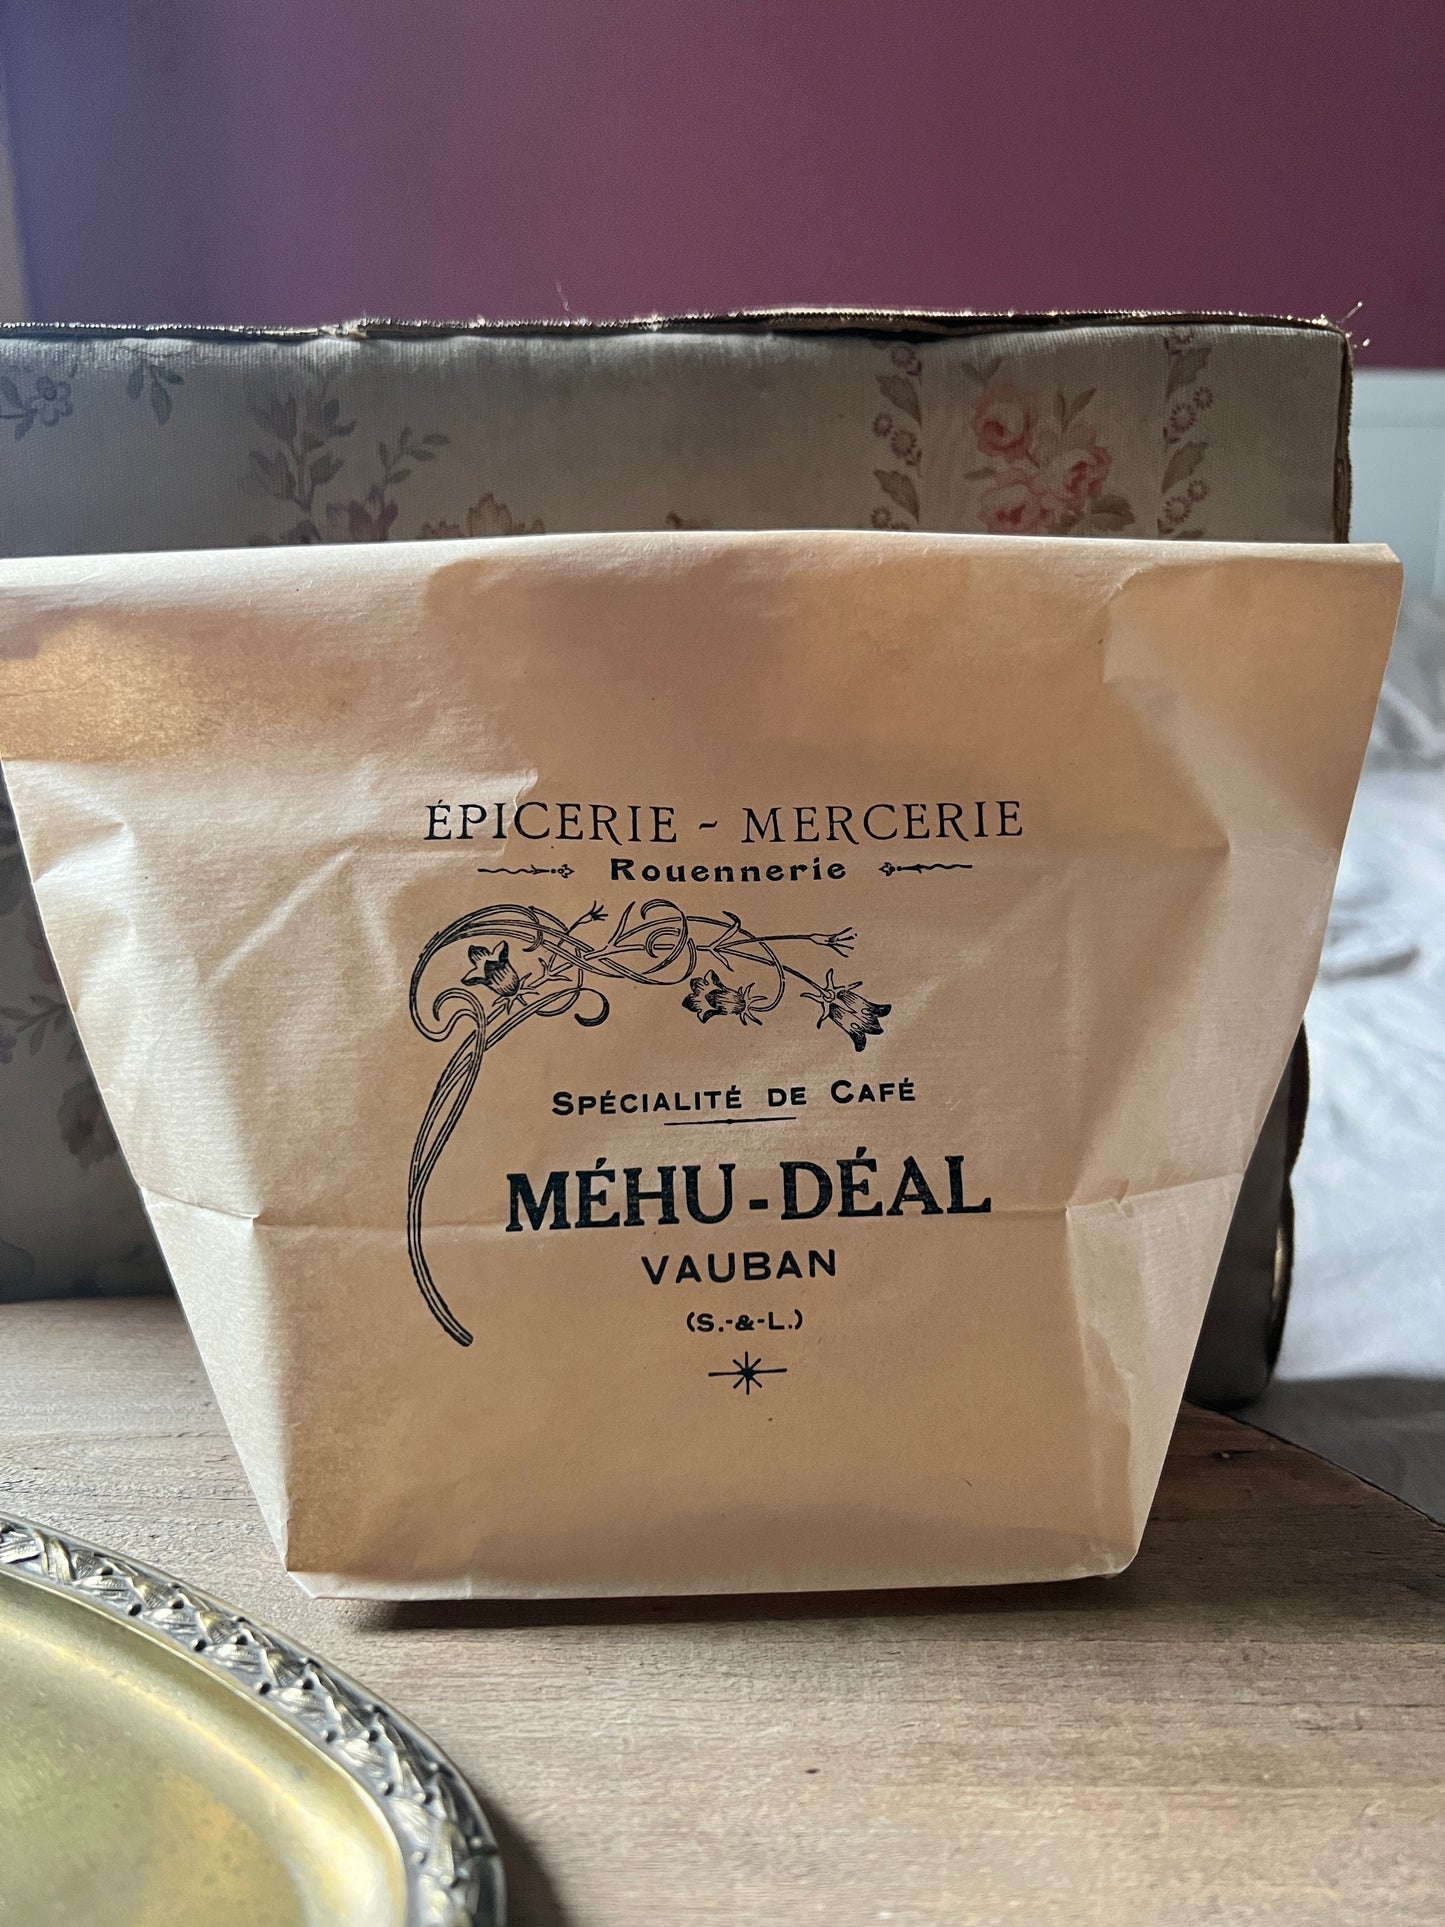 ÉPICERIE - MERCERIE
Rouennerie
SPÉCIALITÉ DE CAFÉ
MÉHU-DÉAL
VAUBAN
(S.-&-L.)